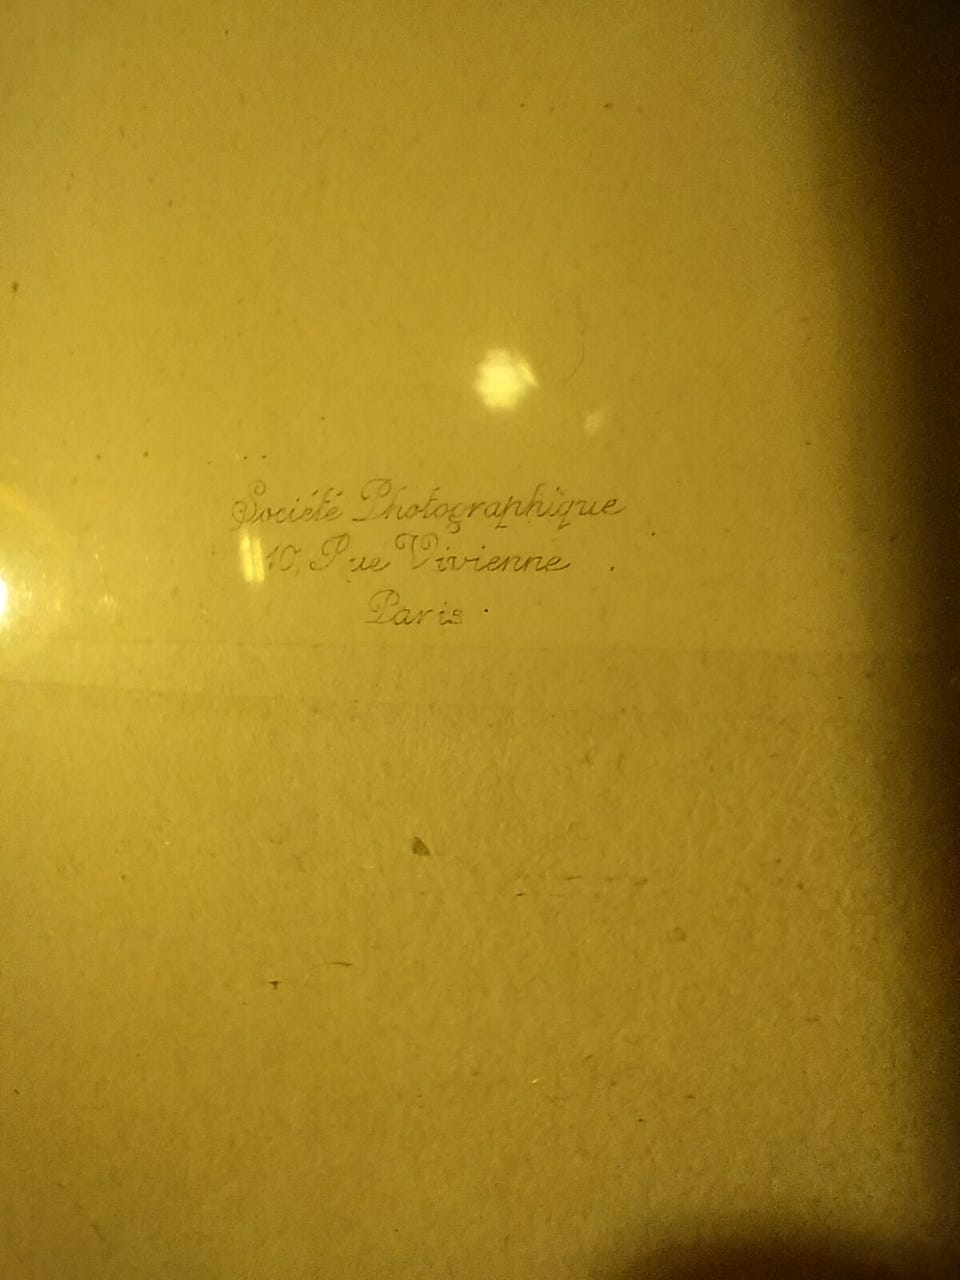 Société Photographique
10, Rue Vivienne
Paris